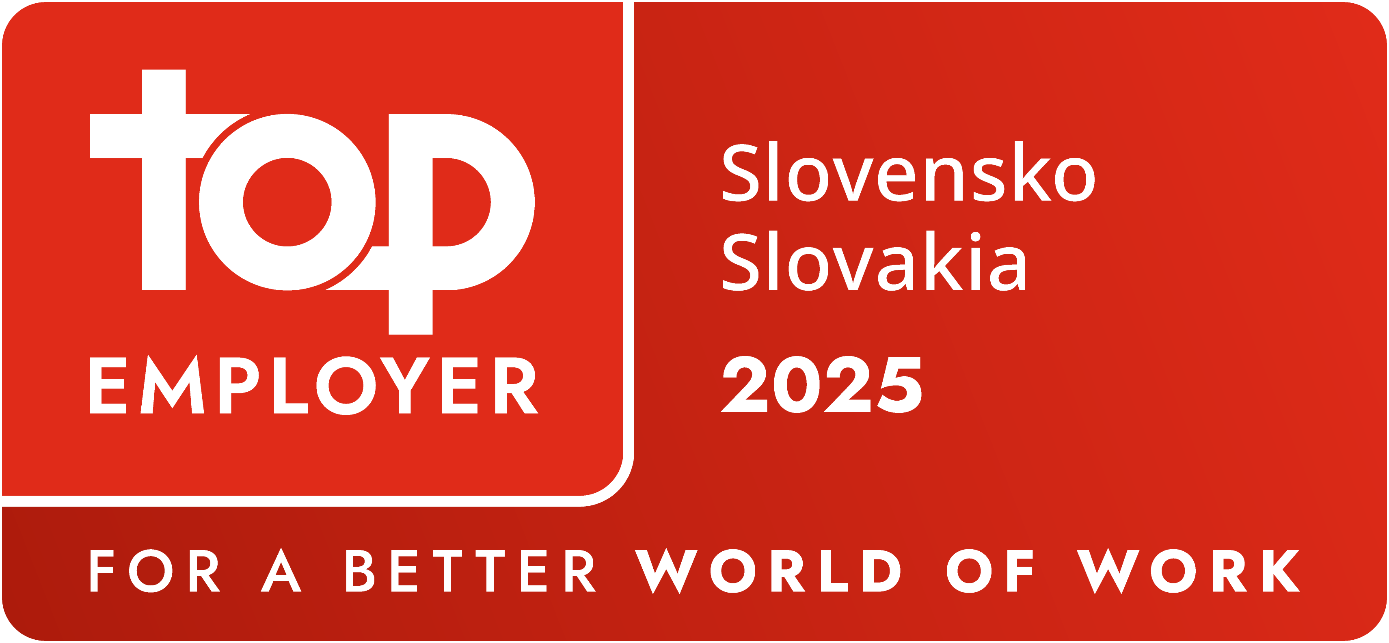 top
EMPLOYER
Slovensko
Slovakia
2025
FOR A BETTER WORLD OF WORK